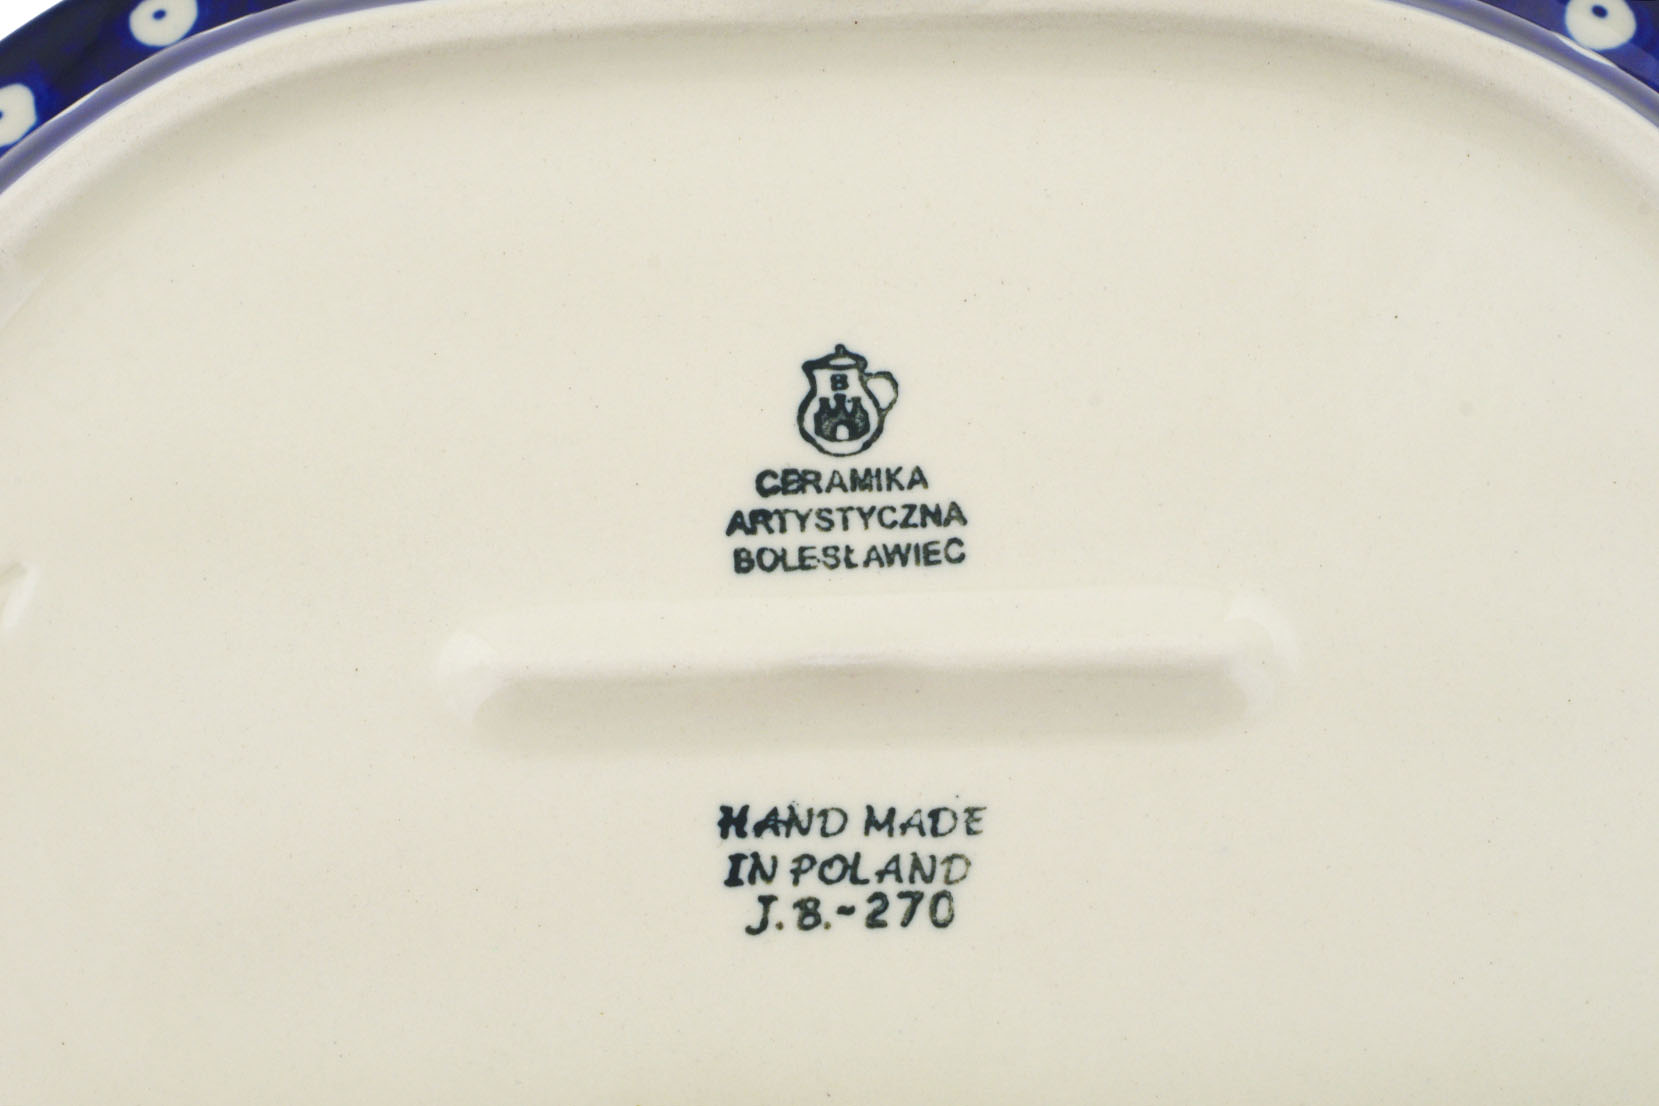 B
CERAMIKA
ARTYSTYCZNA
BOLESŁAWIEC
HAND MADE
IN POLAND
J.B.-270